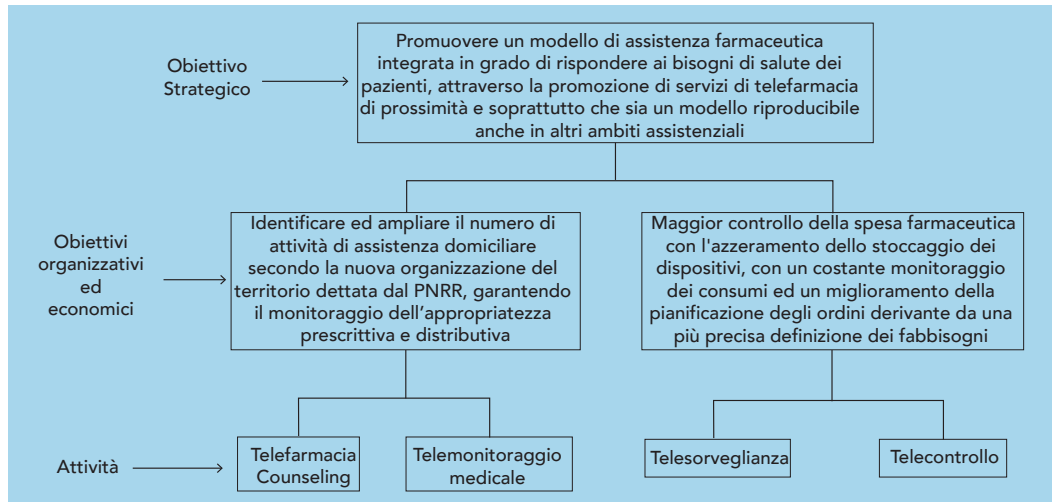 Obiettivo
Strategico
Promuovere un modello di assistenza farmaceutica
integrata in grado di rispondere ai bisogni di salute dei
pazienti, attraverso la promozione di servizi di telefarmacia
di prossimità e soprattutto che sia un modello riproducibile
anche in altri ambiti assistenziali
Obiettivi
organizzativi
ed
economici
Identificare ed ampliare il numero di
attività di assistenza domiciliare
secondo la nuova organizzazione del
territorio dettata dal PNRR, garantendo
il monitoraggio dell'appropriatezza
prescrittiva e distributiva
Maggior controllo della spesa farmaceutica
con l'azzeramento dello stoccaggio dei
dispositivi, con un costante monitoraggio
dei consumi ed un miglioramento della
pianificazione degli ordini derivante da una
più precisa definizione dei fabbisogni
Attività
Telefarmacia
Counseling
Telemonitoraggio
medicale
Telesorveglianza
Telecontrollo